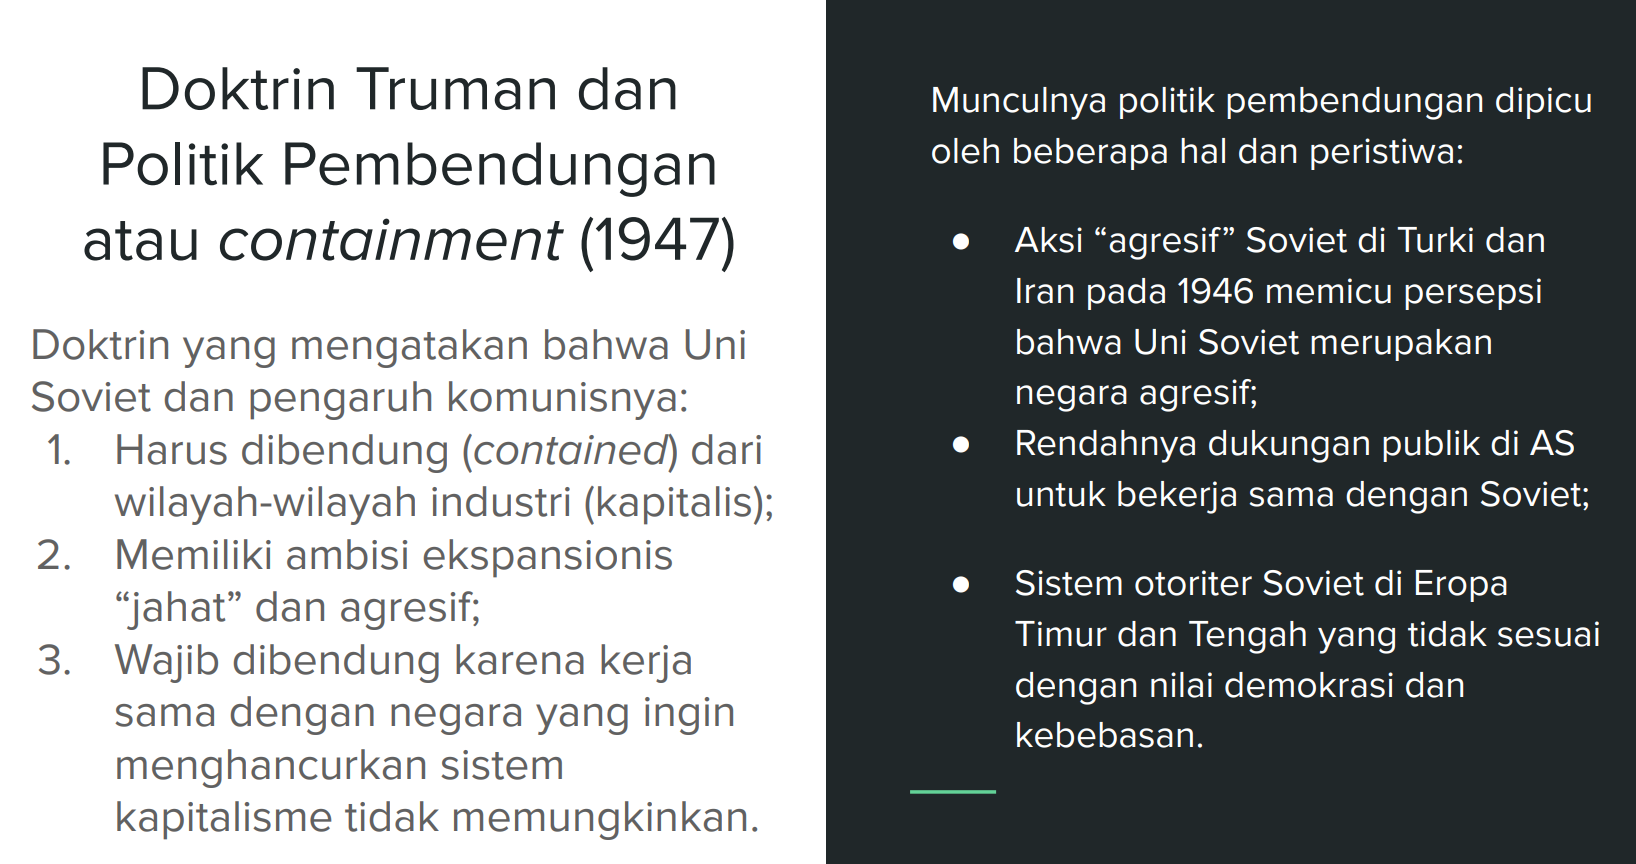 Doktrin Truman dan
Politik Pembendungan
atau containment (1947)
Doktrin yang mengatakan bahwa Uni
Soviet dan pengaruh komunisnya:
1. Harus dibendung (contained) dari
wilayah-wilayah industri (kapitalis);
2. Memiliki ambisi ekspansionis
“jahat” dan agresif;
3. Wajib dibendung karena kerja
sama dengan negara yang ingin
menghancurkan sistem
kapitalisme tidak memungkinkan.
Munculnya politik pembendungan dipicu
oleh beberapa hal dan peristiwa:
● Aksi “agresif” Soviet di Turki dan
Iran pada 1946 memicu persepsi
bahwa Uni Soviet merupakan
negara agresif;
● Rendahnya dukungan publik di AS
untuk bekerja sama dengan Soviet;
● Sistem otoriter Soviet di Eropa
Timur dan Tengah yang tidak sesuai
dengan nilai demokrasi dan
kebebasan.